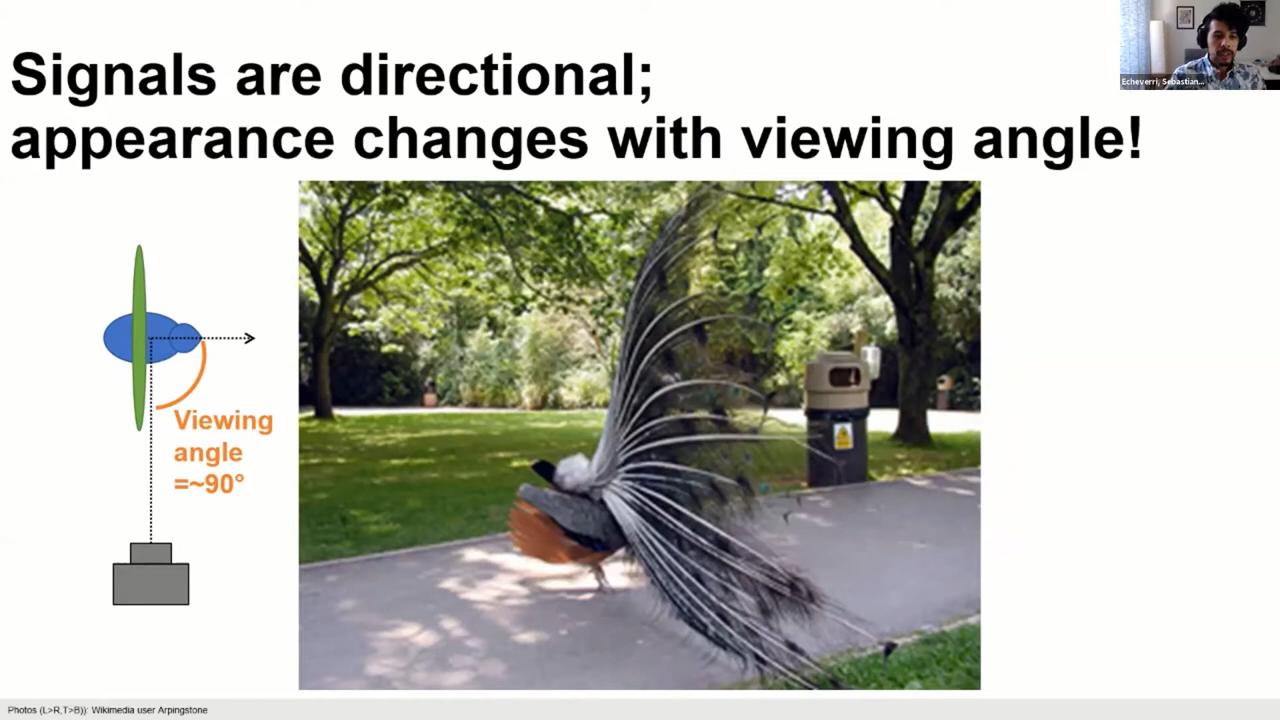 Signals are directional;
appearance changes with viewing angle!
Echeverri, Sebastian...
Viewing
angle
=~90°
Photos (L>R,T>B)): Wikimedia user Arpingstone